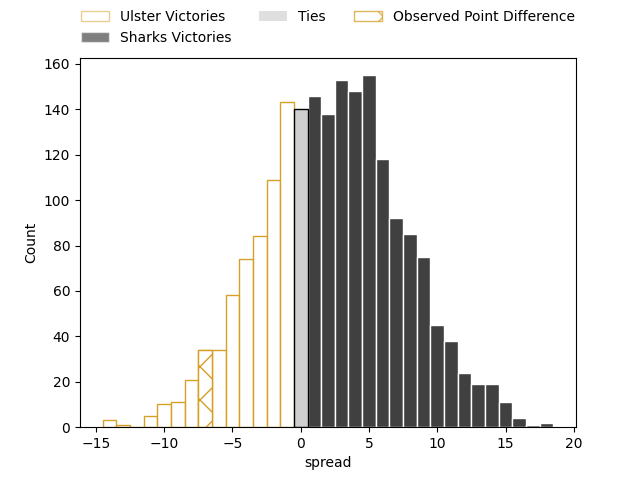 Ulster Victories Ties Observed Point Difference
Sharks Victories
160
140
120
100
80
60
40
20
0
Count
−15 −10 −5 0 5 10 15 20
spread